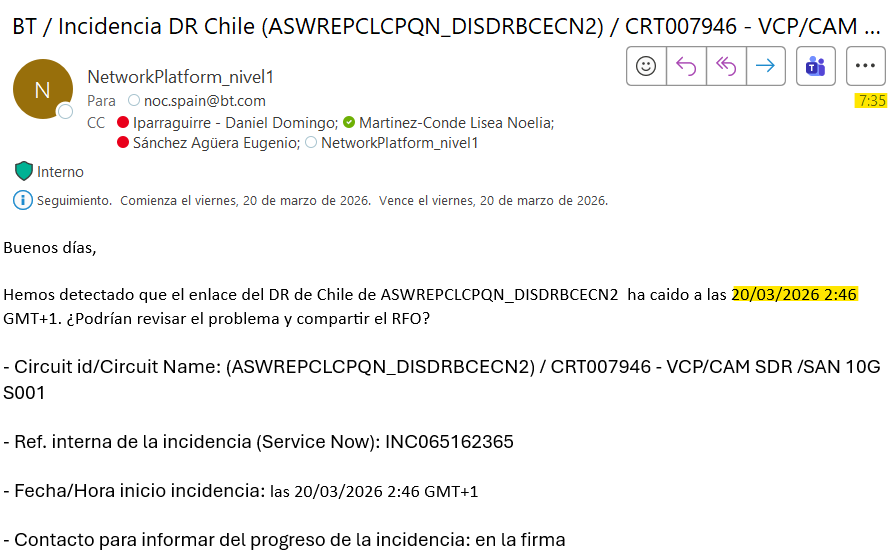 BT / Incidencia DR Chile (ASWREPCLCPQN_DISDRBCECN2) / CRT007946 - VCP/CAM ...
N
NetworkPlatform_nivel1
Para noc.spain@bt.com
7:35
CC Iparraguirre - Daniel Domingo; Martinez-Conde Lisea Noelia;
Sánchez Agüera Eugenio; NetworkPlatform_nivel1
Interno
Seguimiento. Comienza el viernes, 20 de marzo de 2026. Vence el viernes, 20 de marzo de 2026.
Buenos días,
Hemos detectado que el enlace del DR de Chile de ASWREPCLCPQN_DISDRBCECN2 ha caido a las 20/03/2026 2:46
GMT+1. ¿Podrían revisar el problema y compartir el RFO?
- Circuit id/Circuit Name: (ASWREPCLCPQN_DISDRBCECN2) / CRT007946 - VCP/CAM SDR /SAN 10G
S001
- Ref. interna de la incidencia (Service Now): INC065162365
- Fecha/Hora inicio incidencia: las 20/03/2026 2:46 GMT+1
- Contacto para informar del progreso de la incidencia: en la firma